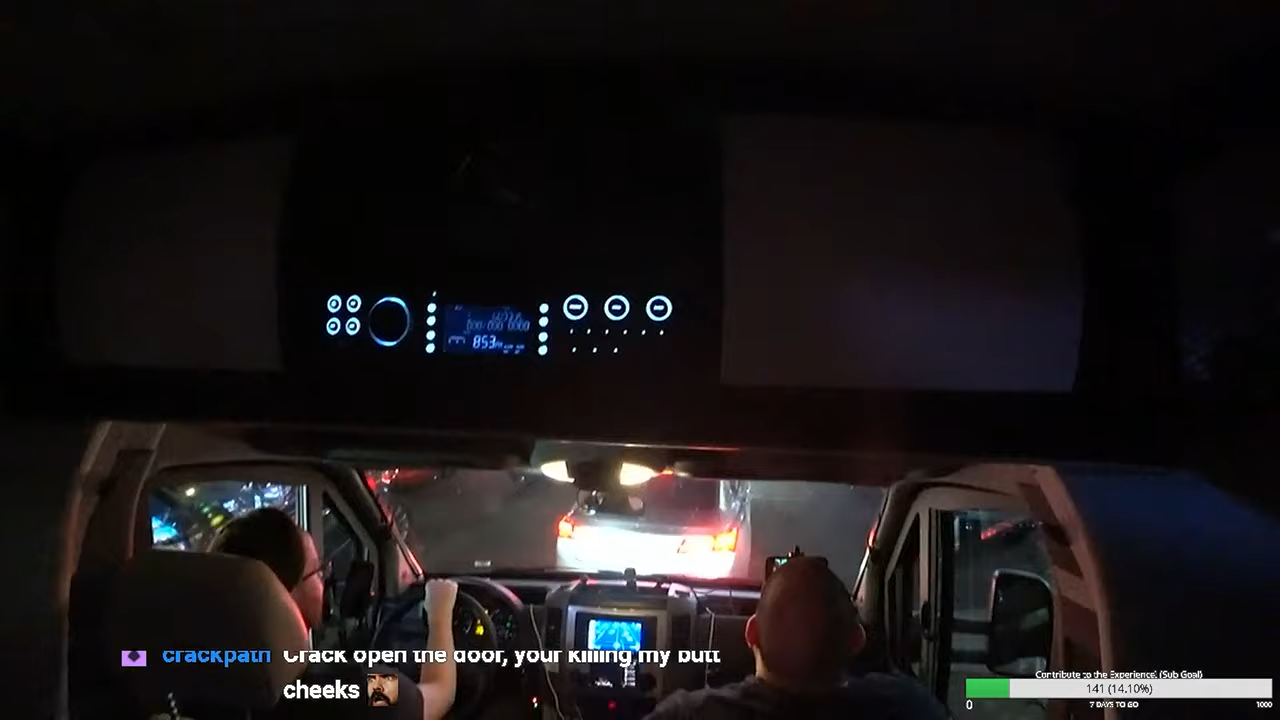 853
crackpath Crack open the door, your killing my butt
cheeks
Contribute to the Experience! (Sub Goal)
141 (14.10%)
0 7 DAYS TO GO 1000